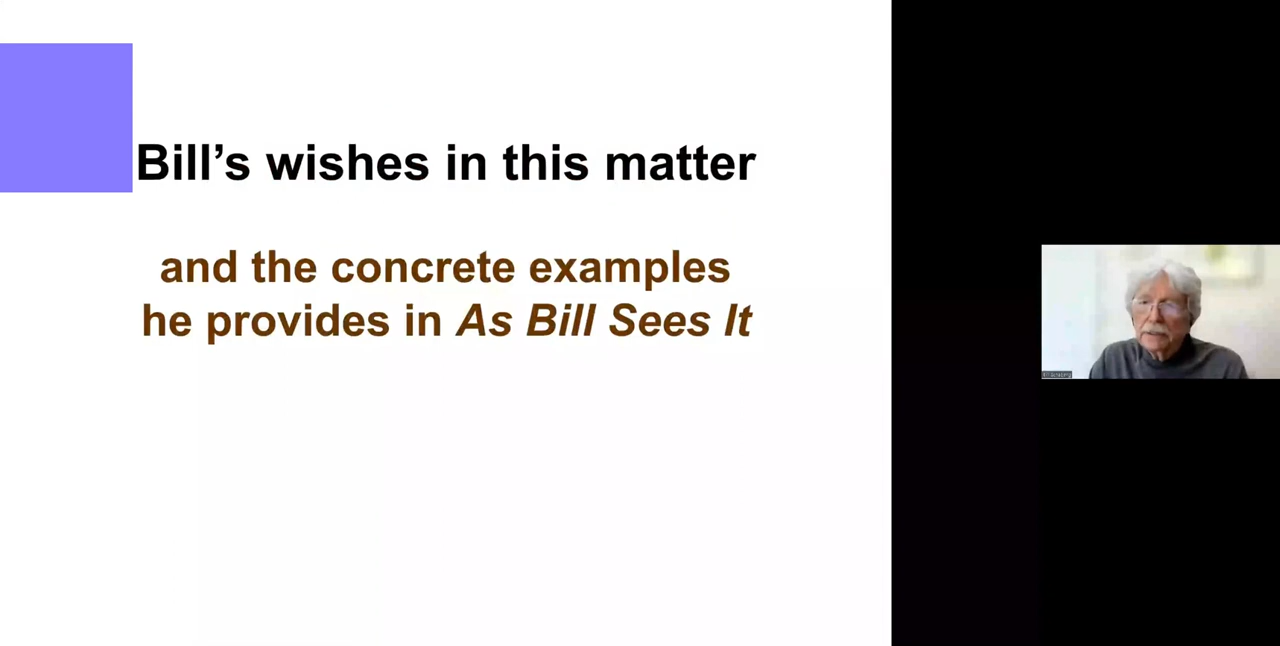 Bill’s wishes in this matter
and the concrete examples
he provides in As Bill Sees It